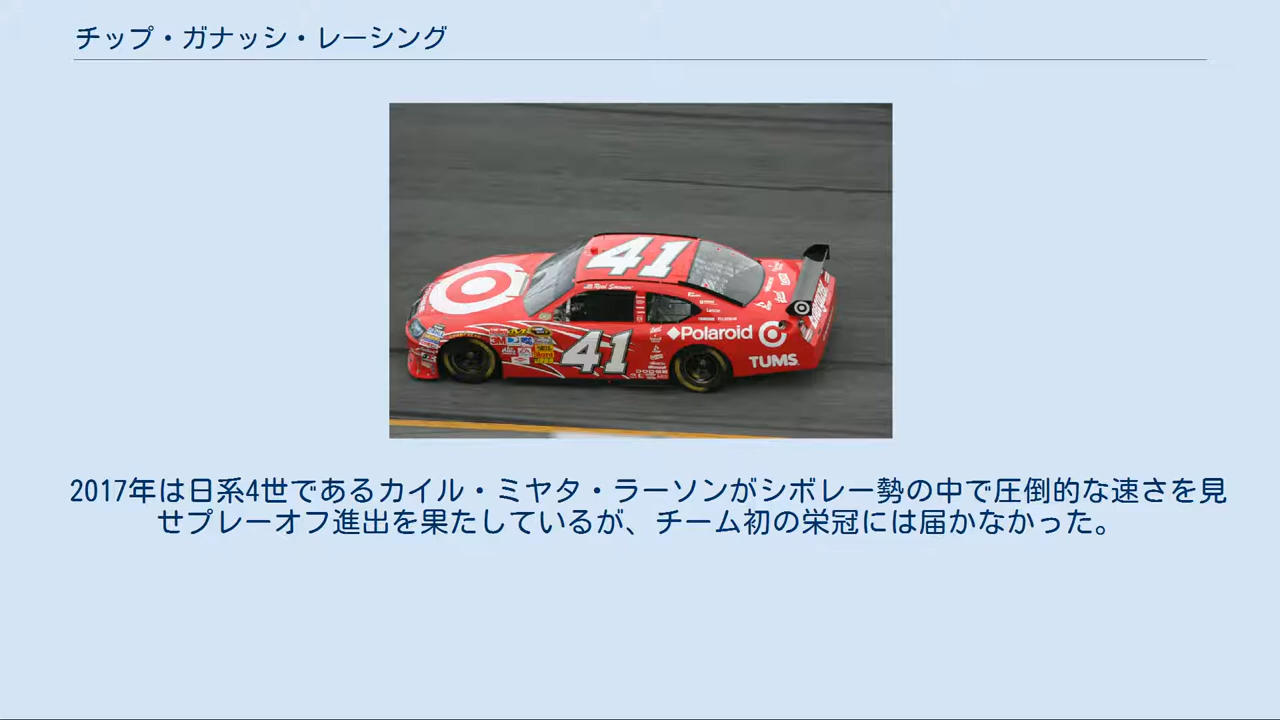 チップ・ガナッシ・レーシング
41
41
Polaroid
TUMS
3M
2017年は日系4世であるカイル・ミヤタ・ラーソンがシボレー勢の中で圧倒的な速さを見
せプレーオフ進出を果たしているが、チーム初の栄冠には届かなかった。